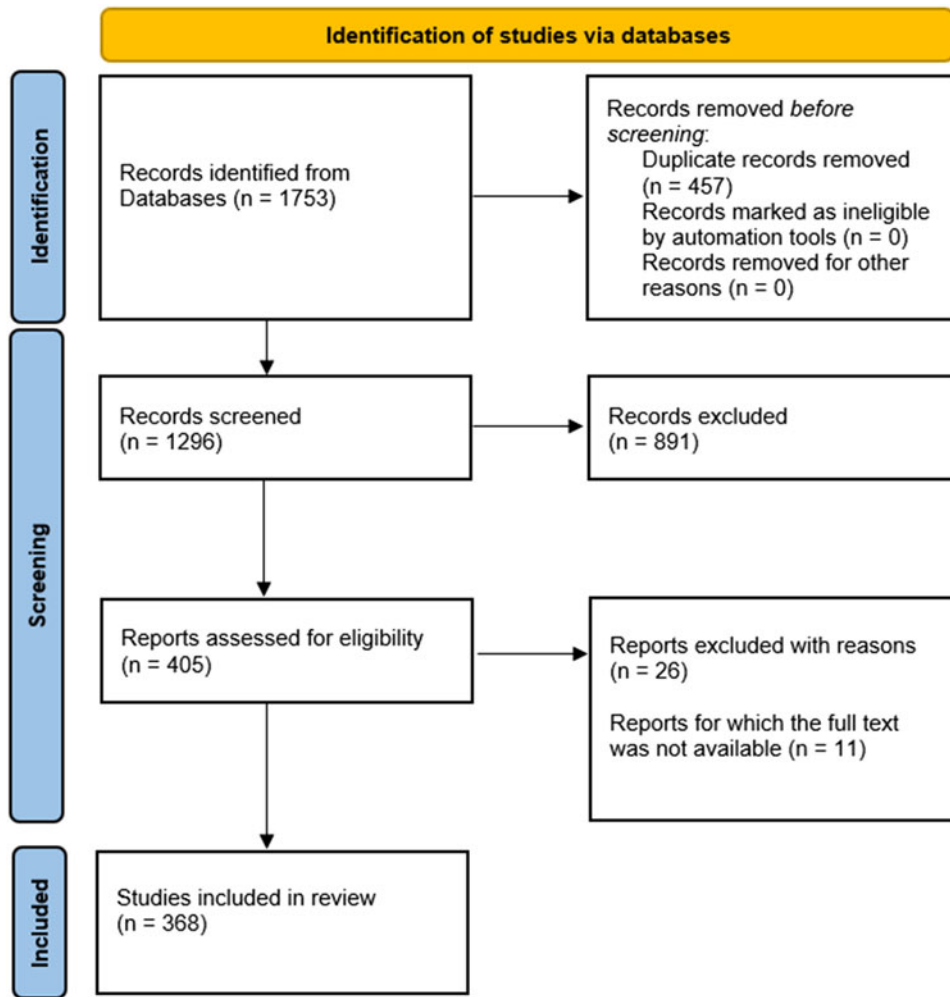 Identification of studies via databases
Identification
Records identified from
Databases (n = 1753)
Records removed before
screening:
Duplicate records removed
(n = 457)
Records marked as ineligible
by automation tools (n = 0)
Records removed for other
reasons (n = 0)
Screening
Records screened
(n = 1296)
Records excluded
(n = 891)
Reports assessed for eligibility
(n = 405)
Reports excluded with reasons
(n = 26)
Reports for which the full text
was not available (n = 11)
Included
Studies included in review
(n = 368)